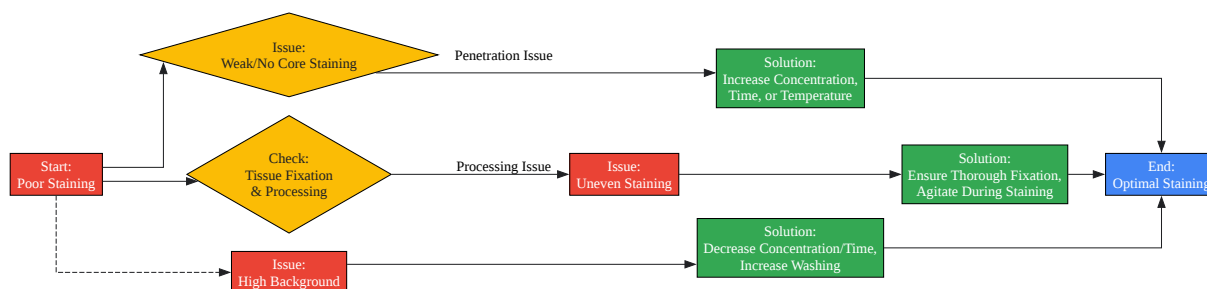 Issue:
Weak/No Core Staining
Penetration Issue
Solution:
Increase Concentration,
Time, or Temperature
Start:
Poor Staining
Check:
Tissue Fixation
& Processing
Processing Issue
Issue:
Uneven Staining
Solution:
Ensure Thorough Fixation,
Agitate During Staining
End:
Optimal Staining
Issue:
High Background
Solution:
Decrease Concentration/Time,
Increase Washing